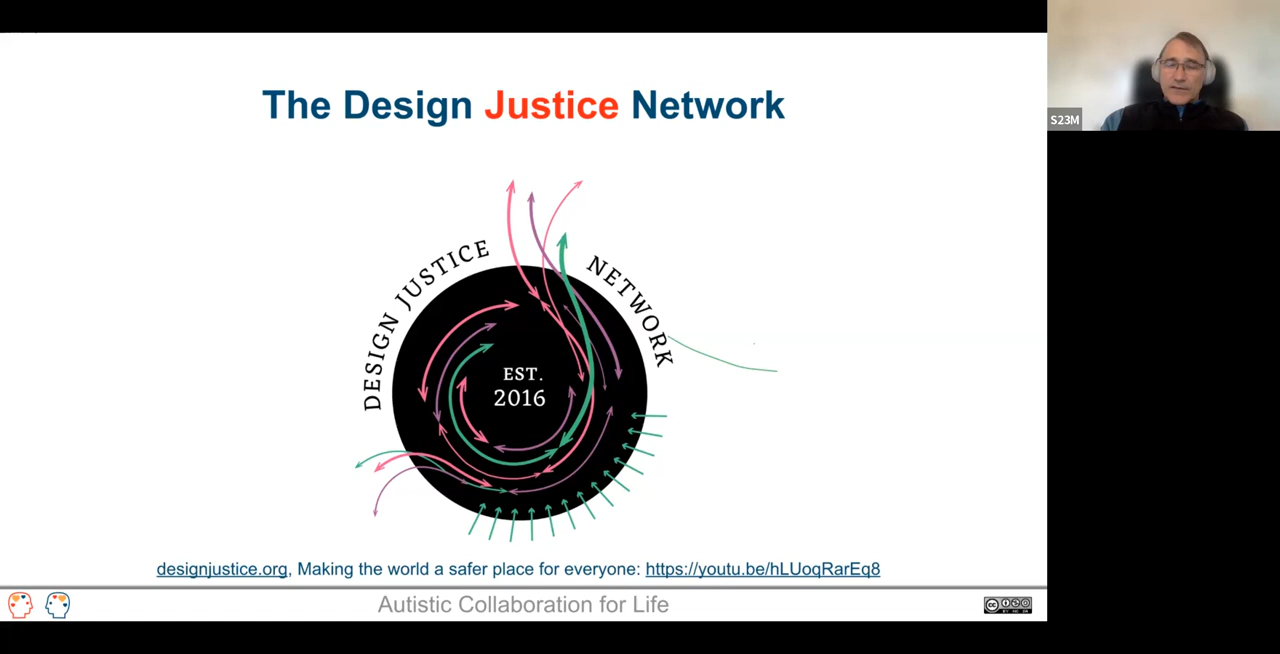 The Design Justice Network
S23M
DESIGN JUSTICE NETWORK
EST.
2016
designjustice.org, Making the world a safer place for everyone: https://youtu.be/hLUoqRarEq8
Autistic Collaboration for Life